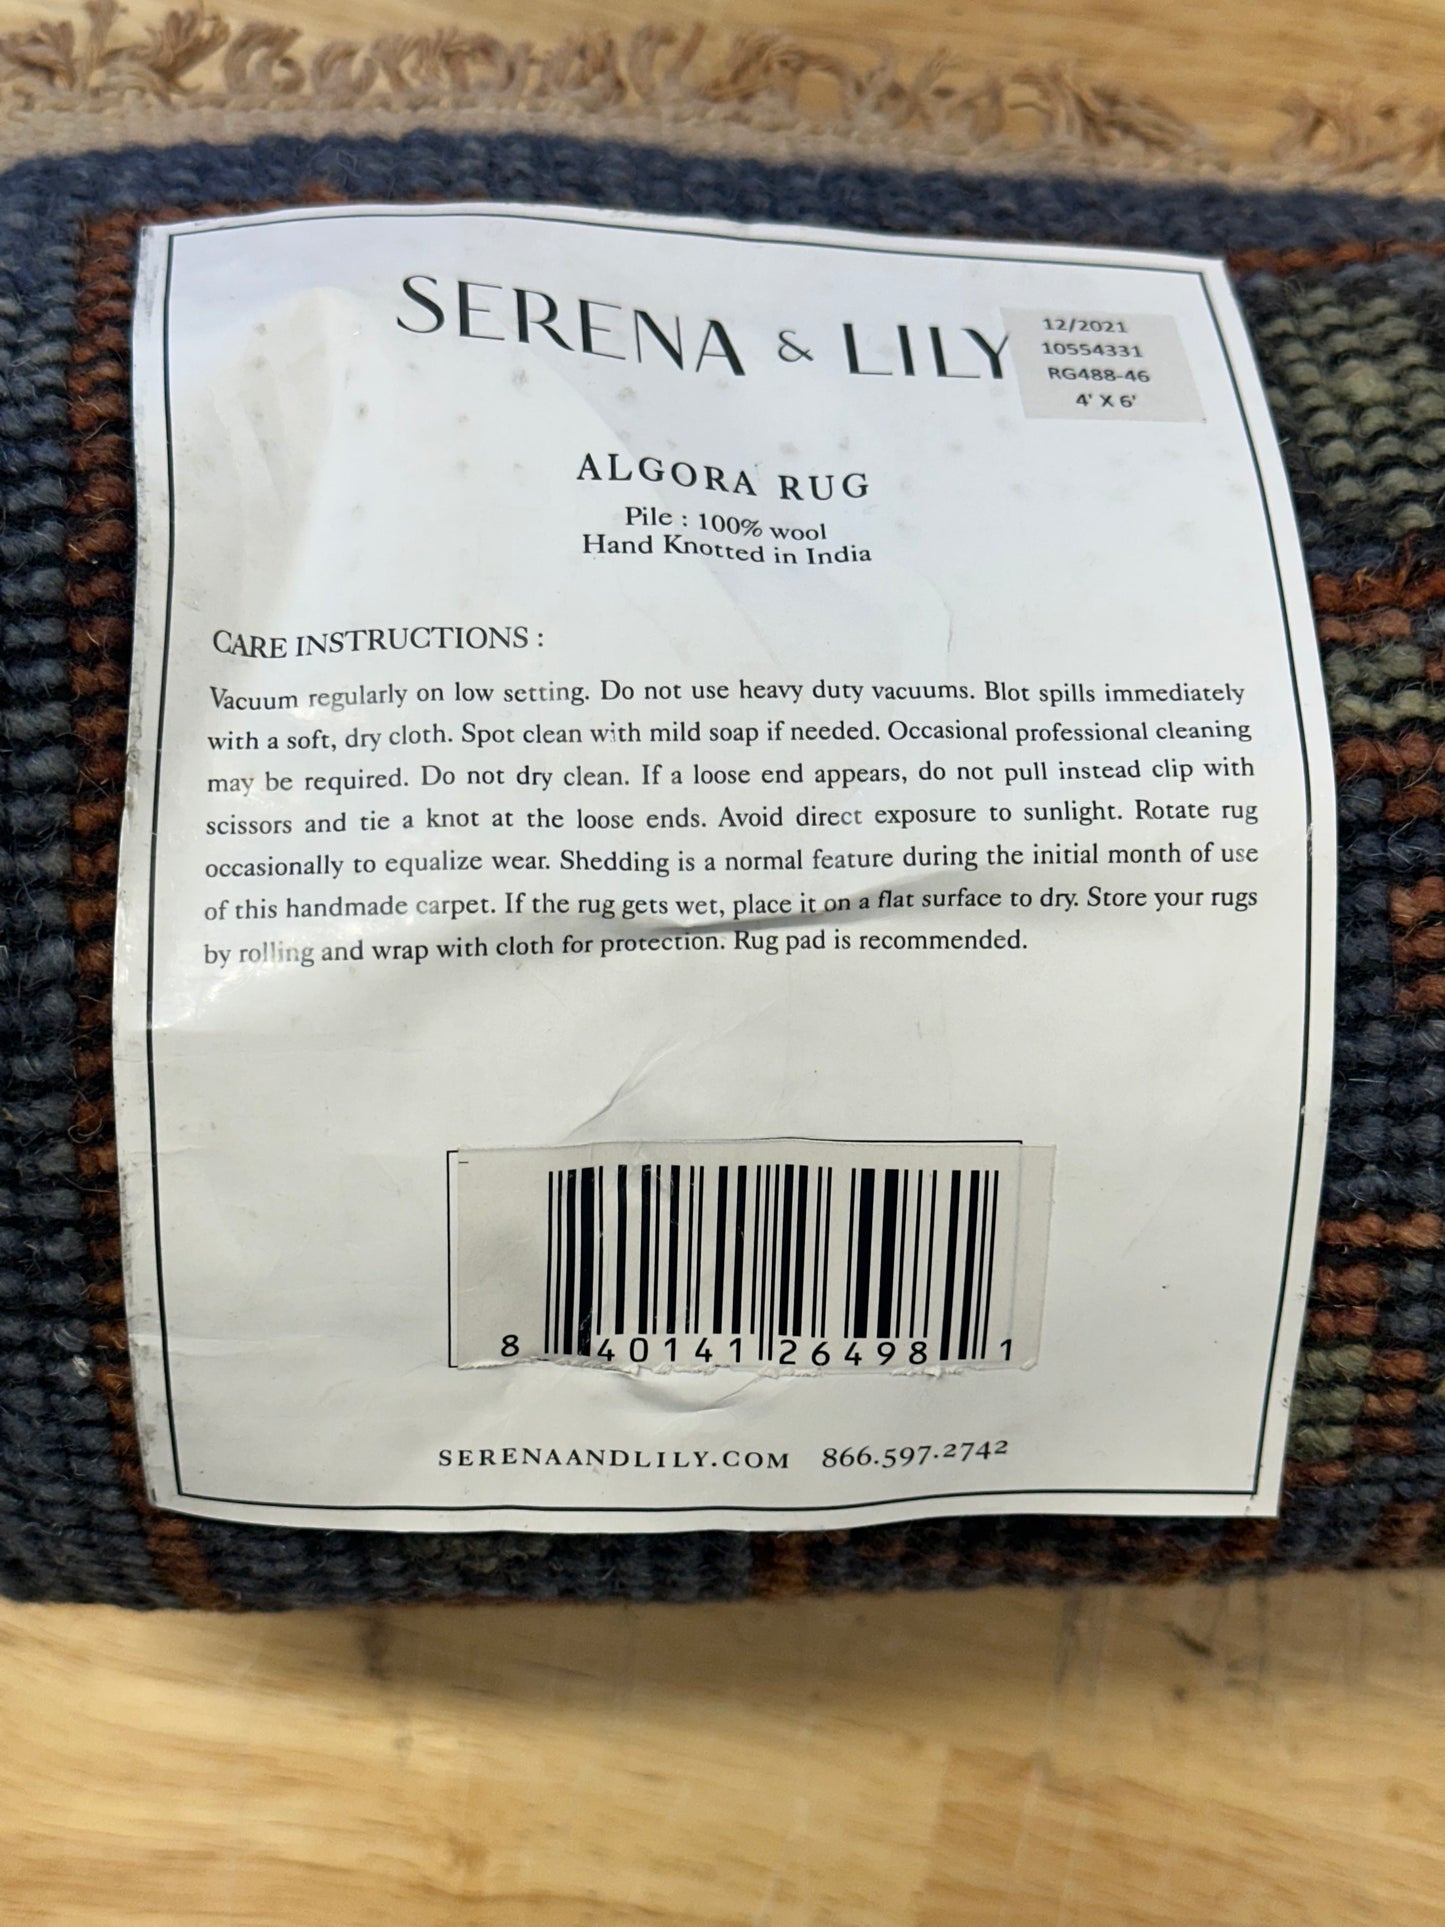 SERENA & LILY
12/2021
10554331
RG488-46
4' X 6'
ALGORA RUG
Pile : 100% wool
Hand Knotted in India
CARE INSTRUCTIONS :
Vacuum regularly on low setting. Do not use heavy duty vacuums. Blot spills immediately
with a soft, dry cloth. Spot clean with mild soap if needed. Occasional professional cleaning
may be required. Do not dry clean. If a loose end appears, do not pull instead clip with
scissors and tie a knot at the loose ends. Avoid direct exposure to sunlight. Rotate rug
occasionally to equalize wear. Shedding is a normal feature during the initial month of use
of this handmade carpet. If the rug gets wet, place it on a flat surface to dry. Store your rugs
by rolling and wrap with cloth for protection. Rug pad is recommended.
8 40141 26498 1
SERENAANDLILY.COM 866.597.2742